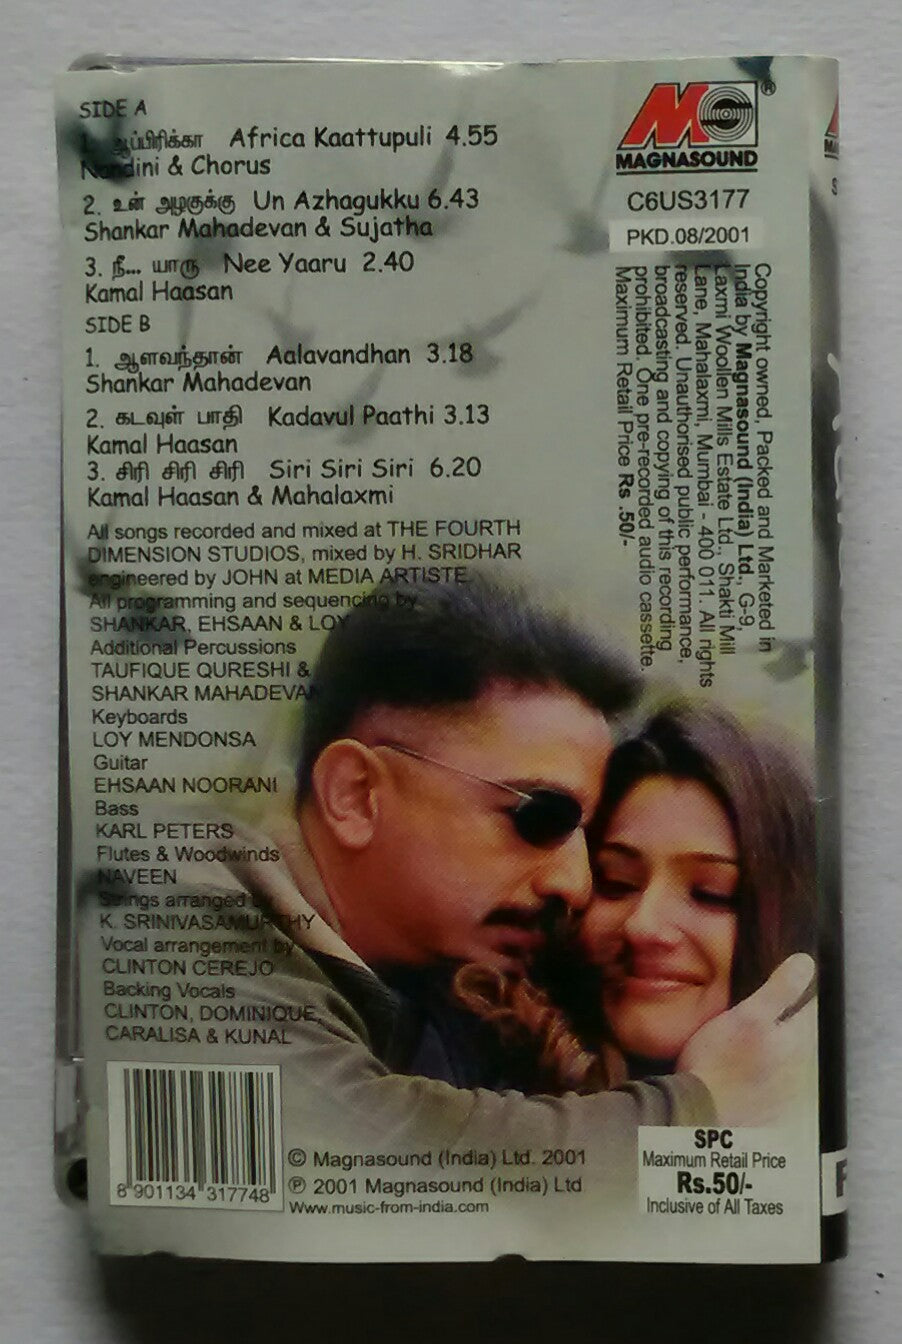 SIDE A
1. ஆப்பிரிக்கா Africa Kaattupuli 4.55
Nandini & Chorus
2. உன் அழகுக்கு Un Azhagukku 6.43
Shankar Mahadevan & Sujatha
3. நீ... யாரு Nee Yaaru 2.40
Kamal Haasan
SIDE B
1. ஆளவந்தான் Aalavandhan 3.18
Shankar Mahadevan
2. கடவுள் பாதி Kadavul Paathi 3.13
Kamal Haasan
3. சிரி சிரி சிரி Siri Siri Siri 6.20
Kamal Haasan & Mahalaxmi
All songs recorded and mixed at THE FOURTH
DIMENSION STUDIOS, mixed by H. SRIDHAR
engineered by JOHN at MEDIA ARTISTE
All programming and sequencing by
SHANKAR, EHSAAN & LOY
Additional Percussions
TAUFIQUE QURESHI &
SHANKAR MAHADEVAN
Keyboards
LOY MENDONSA
Guitar
EHSAAN NOORANI
Bass
KARL PETERS
Flutes & Woodwinds
NAVEEN
Strings arranged by
K. SRINIVASAMURTHY
Vocal arrangement by
CLINTON CEREJO
Backing Vocals
CLINTON, DOMINIQUE,
CARALISA & KUNAL
8 901134 317748
© Magnasound (India) Ltd. 2001
℗ 2001 Magnasound (India) Ltd
Www.music-from-india.com
®
MAGNASOUND
C6US3177
PKD.08/2001
Copyright owned, Packed and Marketed in
India by Magnasound (India) Ltd., G-9,
Laxmi Woollen Mills Estate Ltd., Shakti Mill
Lane, Mahalaxmi, Mumbai - 400 011. All rights
reserved. Unauthorised public performance,
broadcasting and copying of this recording
prohibited. One pre-recorded audio cassette.
Maximum Retail Price Rs .50/-
SPC
Maximum Retail Price
Rs.50/-
Inclusive of All Taxes